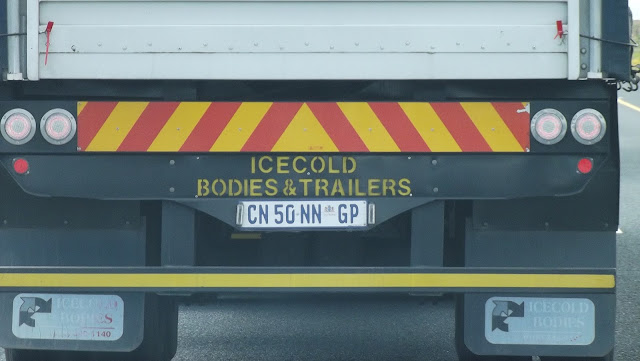 ICECOLD
BODIES & TRAILERS
CN 50 NN GP
ICECOLD
BODIES
ICECOLD
BODIES